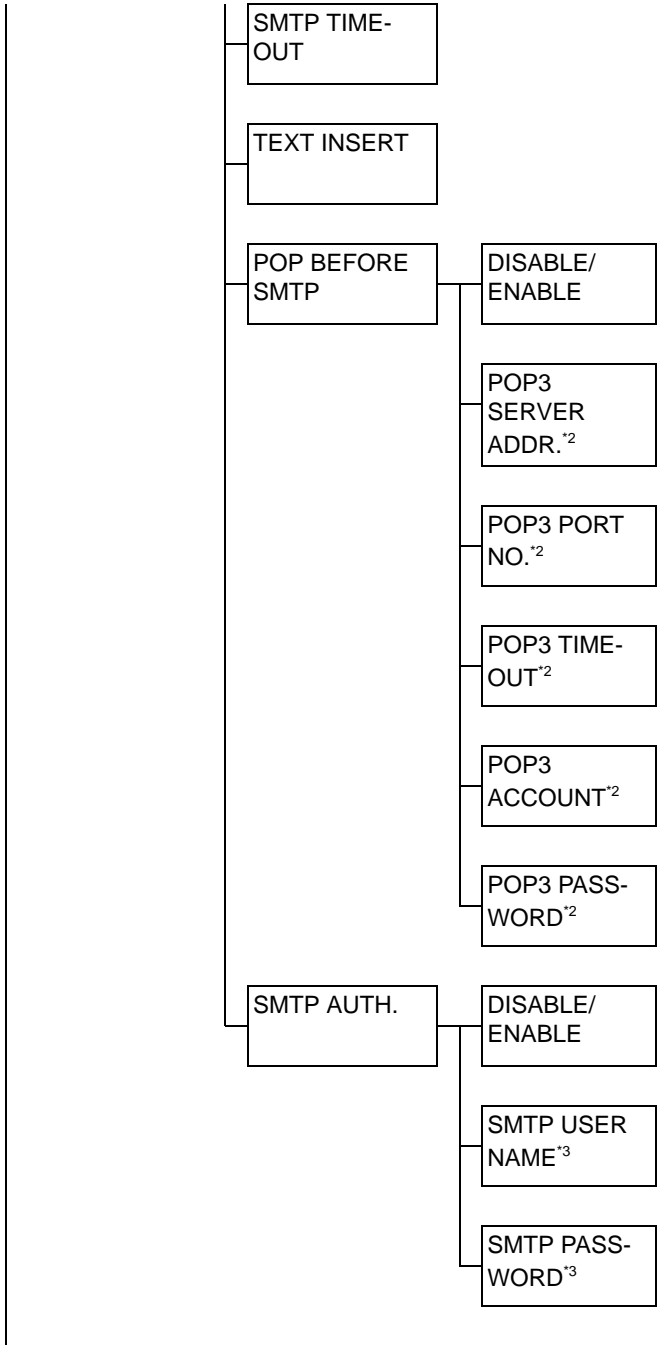 SMTP TIME-
OUT
TEXT INSERT
POP BEFORE
SMTP
DISABLE/
ENABLE
POP3
SERVER
ADDR.*2
POP3 PORT
NO.*2
POP3 TIME-
OUT*2
POP3
ACCOUNT*2
POP3 PASS-
WORD*2
SMTP AUTH.
DISABLE/
ENABLE
SMTP USER
NAME*3
SMTP PASS-
WORD*3